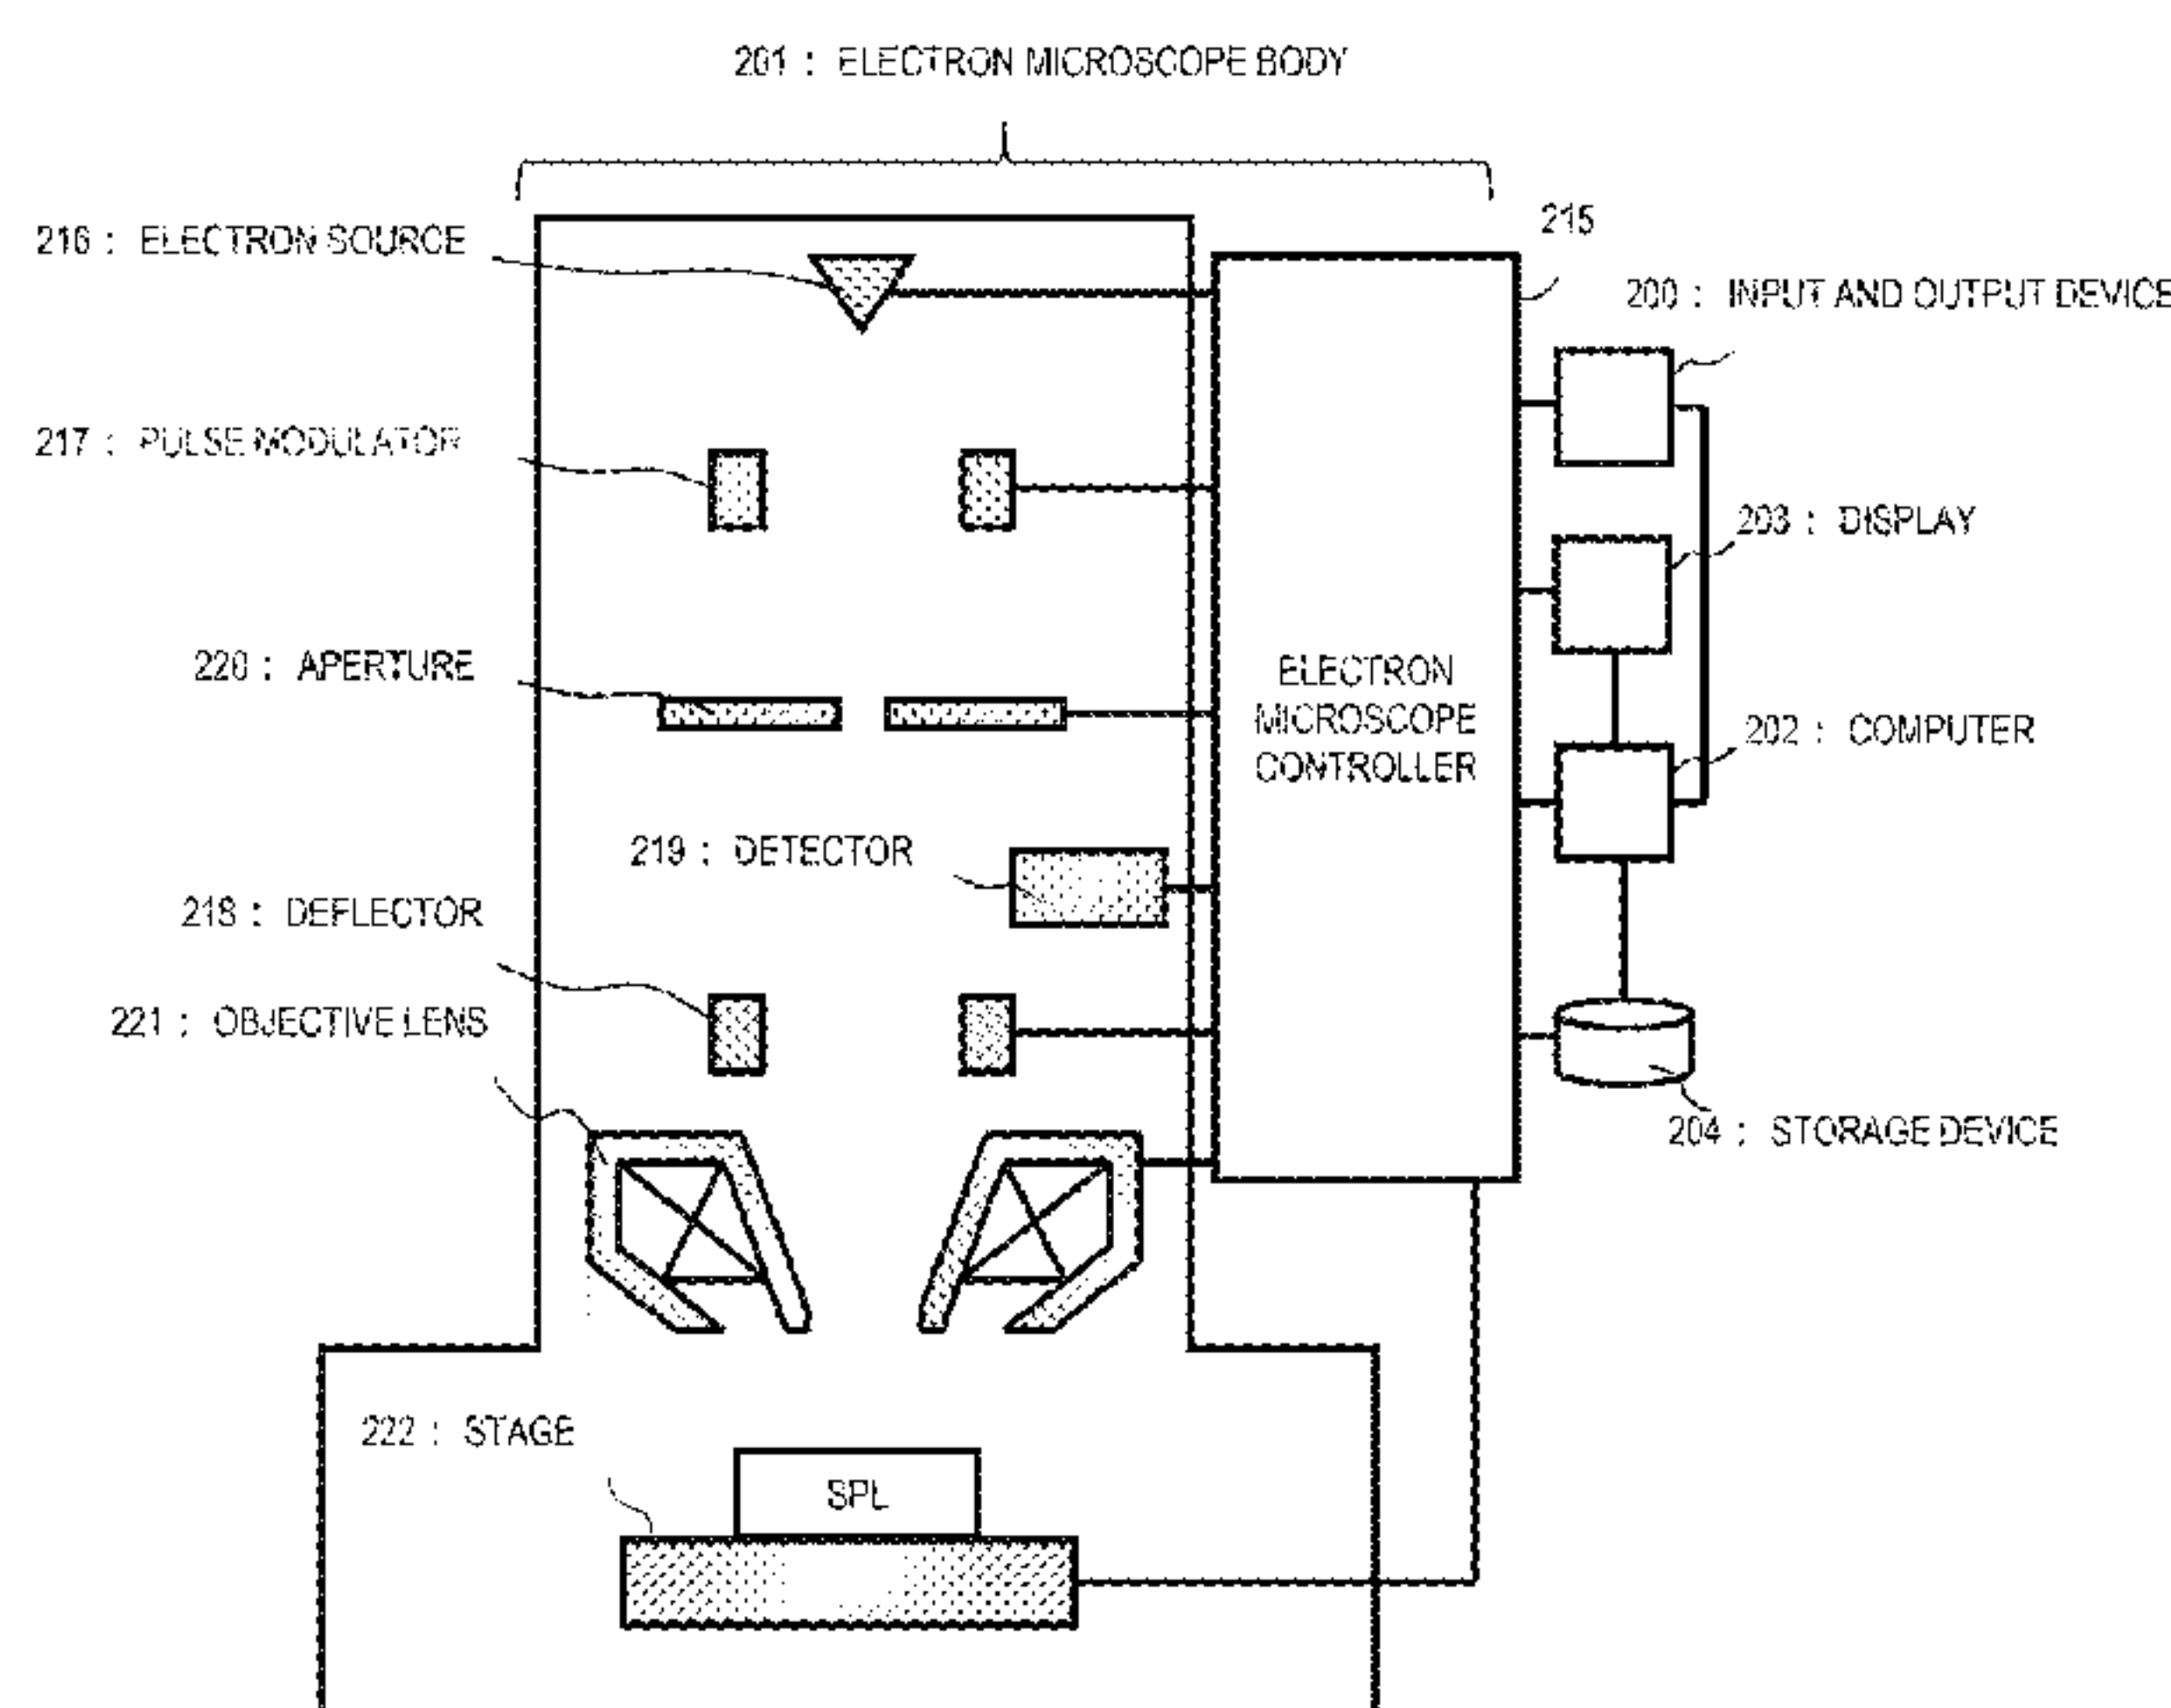 201 : ELECTRON MICROSCOPE BODY
216 : ELECTRON SOURCE
215
200 : INPUT AND OUTPUT DEVICE
217 : PULSE MODULATOR
203 : DISPLAY
220 : APERTURE
ELECTRON
MICROSCOPE
CONTROLLER
202 : COMPUTER
219 : DETECTOR
218 : DEFLECTOR
221 : OBJECTIVE LENS
204 : STORAGE DEVICE
222 : STAGE
SPL